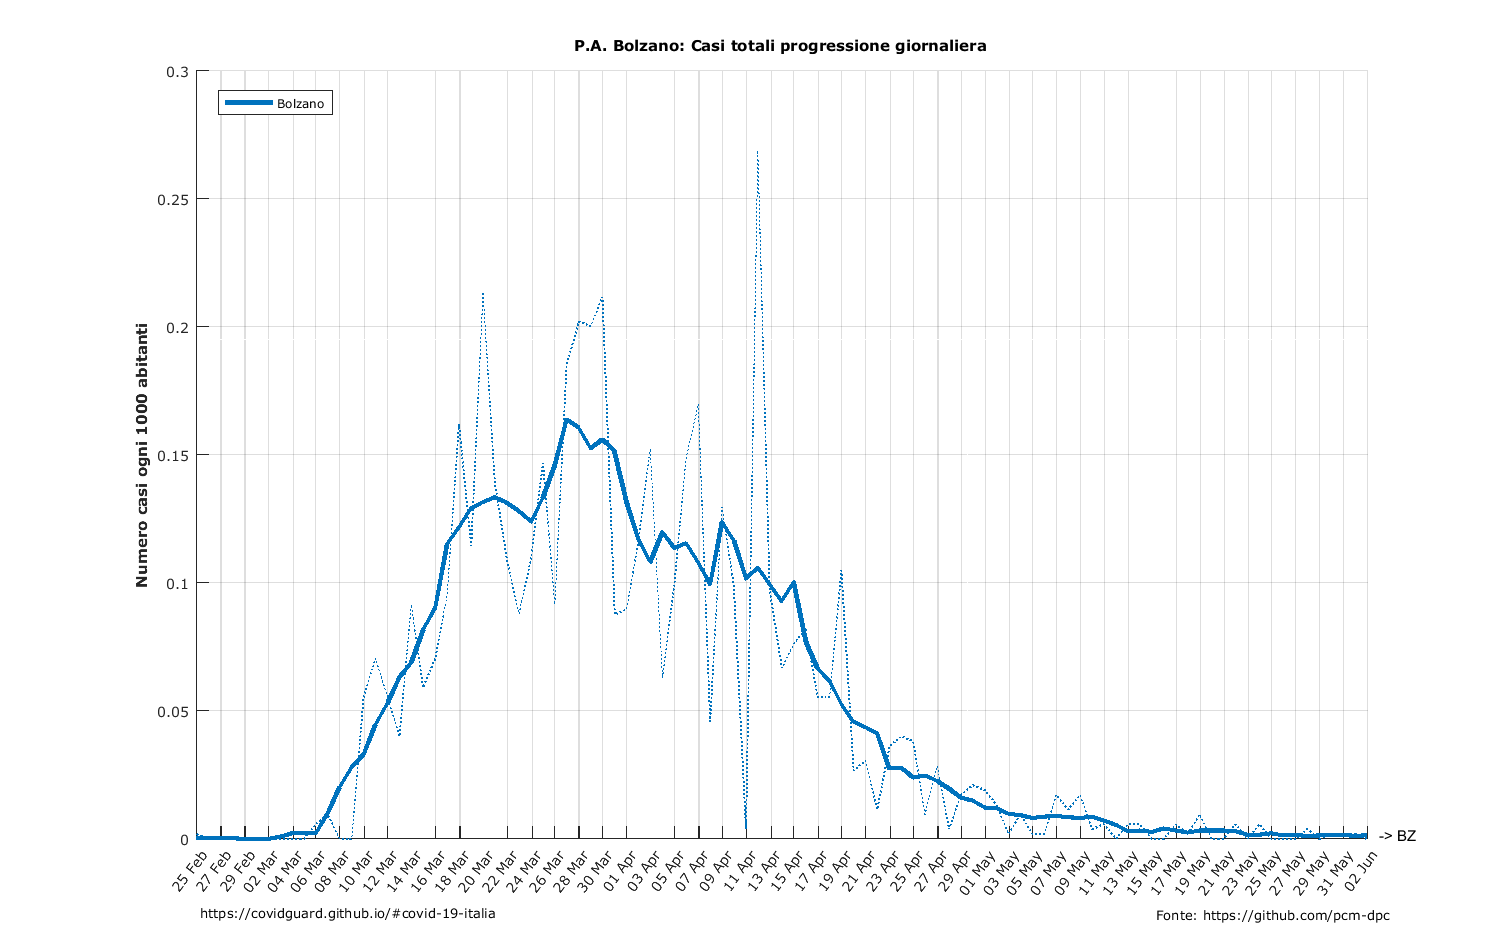 P.A. Bolzano: Casi totali progressione giornaliera
Bolzano
Numero casi ogni 1000 abitanti
0.3
0.25
0.2
0.15
0.1
0.05
0
25 Feb
27 Feb
29 Feb
02 Mar
04 Mar
06 Mar
08 Mar
10 Mar
12 Mar
14 Mar
16 Mar
18 Mar
20 Mar
22 Mar
24 Mar
26 Mar
28 Mar
30 Mar
01 Apr
03 Apr
05 Apr
07 Apr
09 Apr
11 Apr
13 Apr
15 Apr
17 Apr
19 Apr
21 Apr
23 Apr
25 Apr
27 Apr
29 Apr
01 May
03 May
05 May
07 May
09 May
11 May
13 May
15 May
17 May
19 May
21 May
23 May
25 May
27 May
29 May
31 May
02 Jun
-> BZ
https://covidguard.github.io/#covid-19-italia
Fonte: https://github.com/pcm-dpc